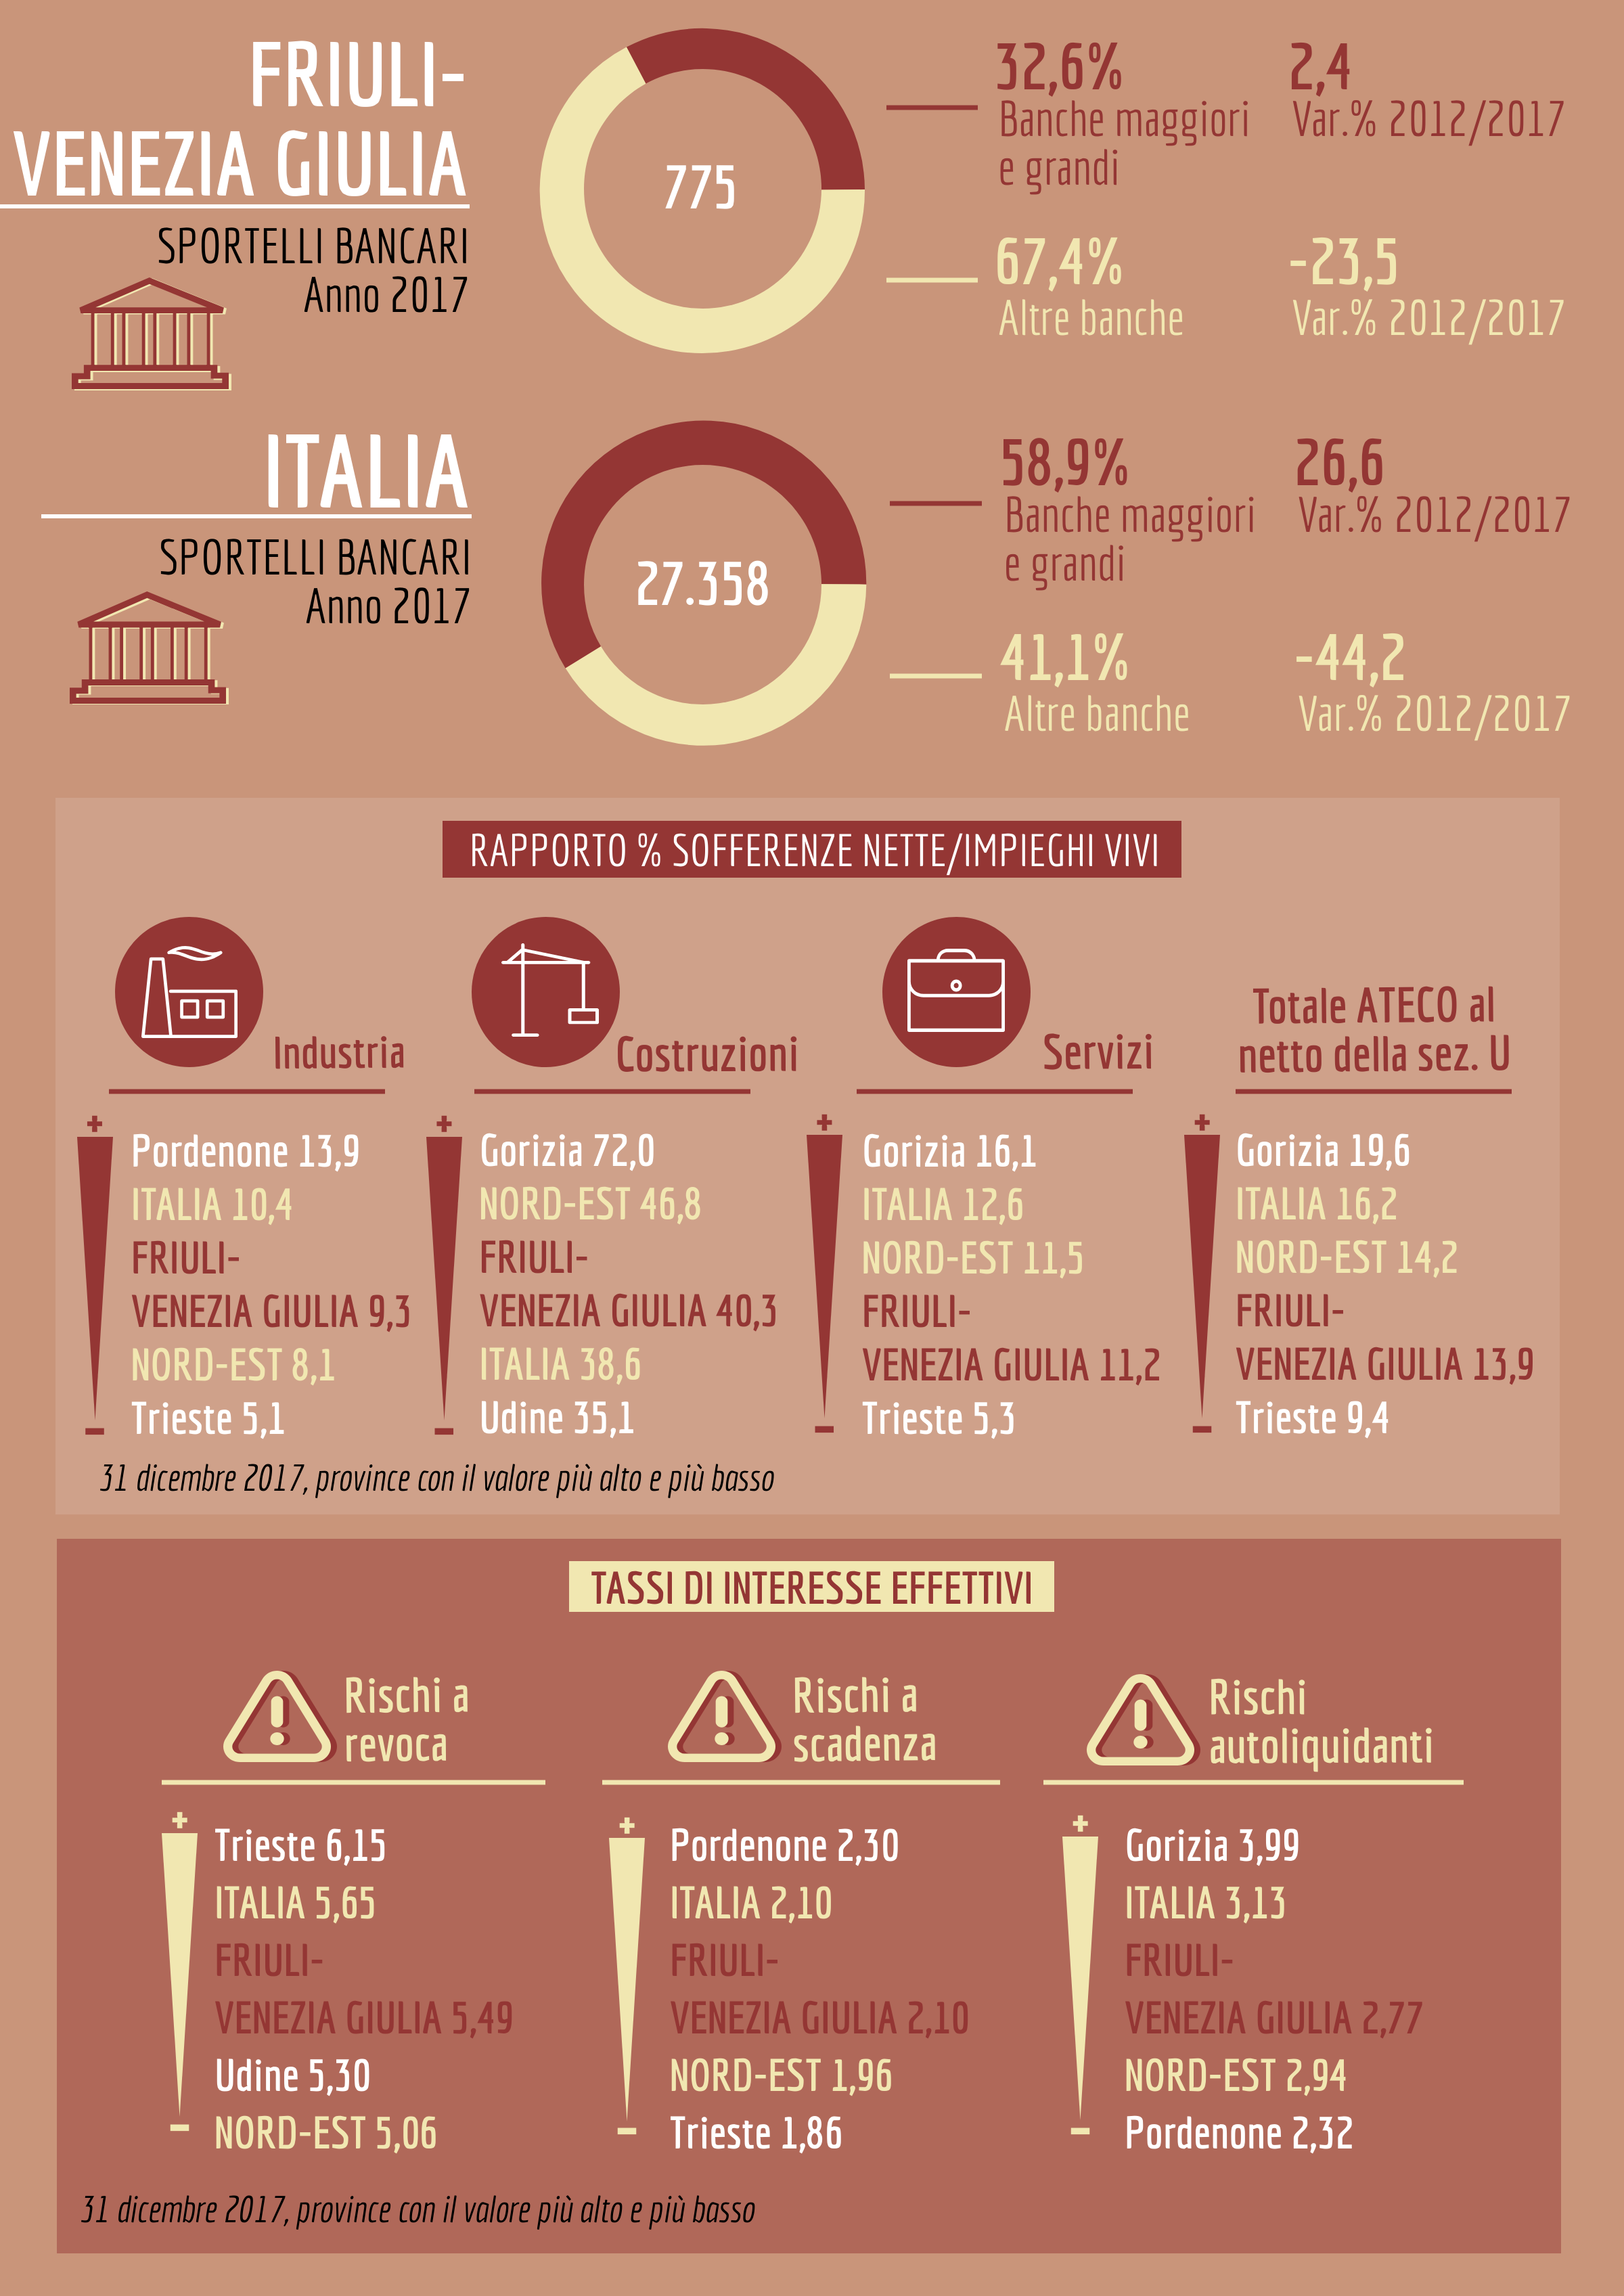 FRIULI-
VENEZIA GIULIA
SPORTELLI BANCARI
Anno 2017
775
32,6%
Banche maggiori
e grandi
2,4
Var.% 2012/2017
67,4%
Altre banche
-23,5
Var.% 2012/2017
ITALIA
SPORTELLI BANCARI
Anno 2017
27.358
58,9%
Banche maggiori
e grandi
26,6
Var.% 2012/2017
41,1%
Altre banche
-44,2
Var.% 2012/2017
RAPPORTO % SOFFERENZE NETTE/IMPIEGHI VIVI
Industria
+
Pordenone 13,9
ITALIA 10,4
FRIULI-
VENEZIA GIULIA 9,3
NORD-EST 8,1
Trieste 5,1
-
Costruzioni
+
Gorizia 72,0
NORD-EST 46,8
FRIULI-
VENEZIA GIULIA 40,3
ITALIA 38,6
Udine 35,1
-
Servizi
+
Gorizia 16,1
ITALIA 12,6
NORD-EST 11,5
FRIULI-
VENEZIA GIULIA 11,2
Trieste 5,3
-
Totale ATECO al
netto della sez. U
+
Gorizia 19,6
ITALIA 16,2
NORD-EST 14,2
FRIULI-
VENEZIA GIULIA 13,9
Trieste 9,4
-
31 dicembre 2017, province con il valore più alto e più basso
TASSI DI INTERESSE EFFETTIVI
Rischi a
revoca
+
Trieste 6,15
ITALIA 5,65
FRIULI-
VENEZIA GIULIA 5,49
Udine 5,30
NORD-EST 5,06
-
Rischi a
scadenza
+
Pordenone 2,30
ITALIA 2,10
FRIULI-
VENEZIA GIULIA 2,10
NORD-EST 1,96
Trieste 1,86
-
Rischi
autoliquidanti
+
Gorizia 3,99
ITALIA 3,13
FRIULI-
VENEZIA GIULIA 2,77
NORD-EST 2,94
Pordenone 2,32
-
31 dicembre 2017, province con il valore più alto e più basso